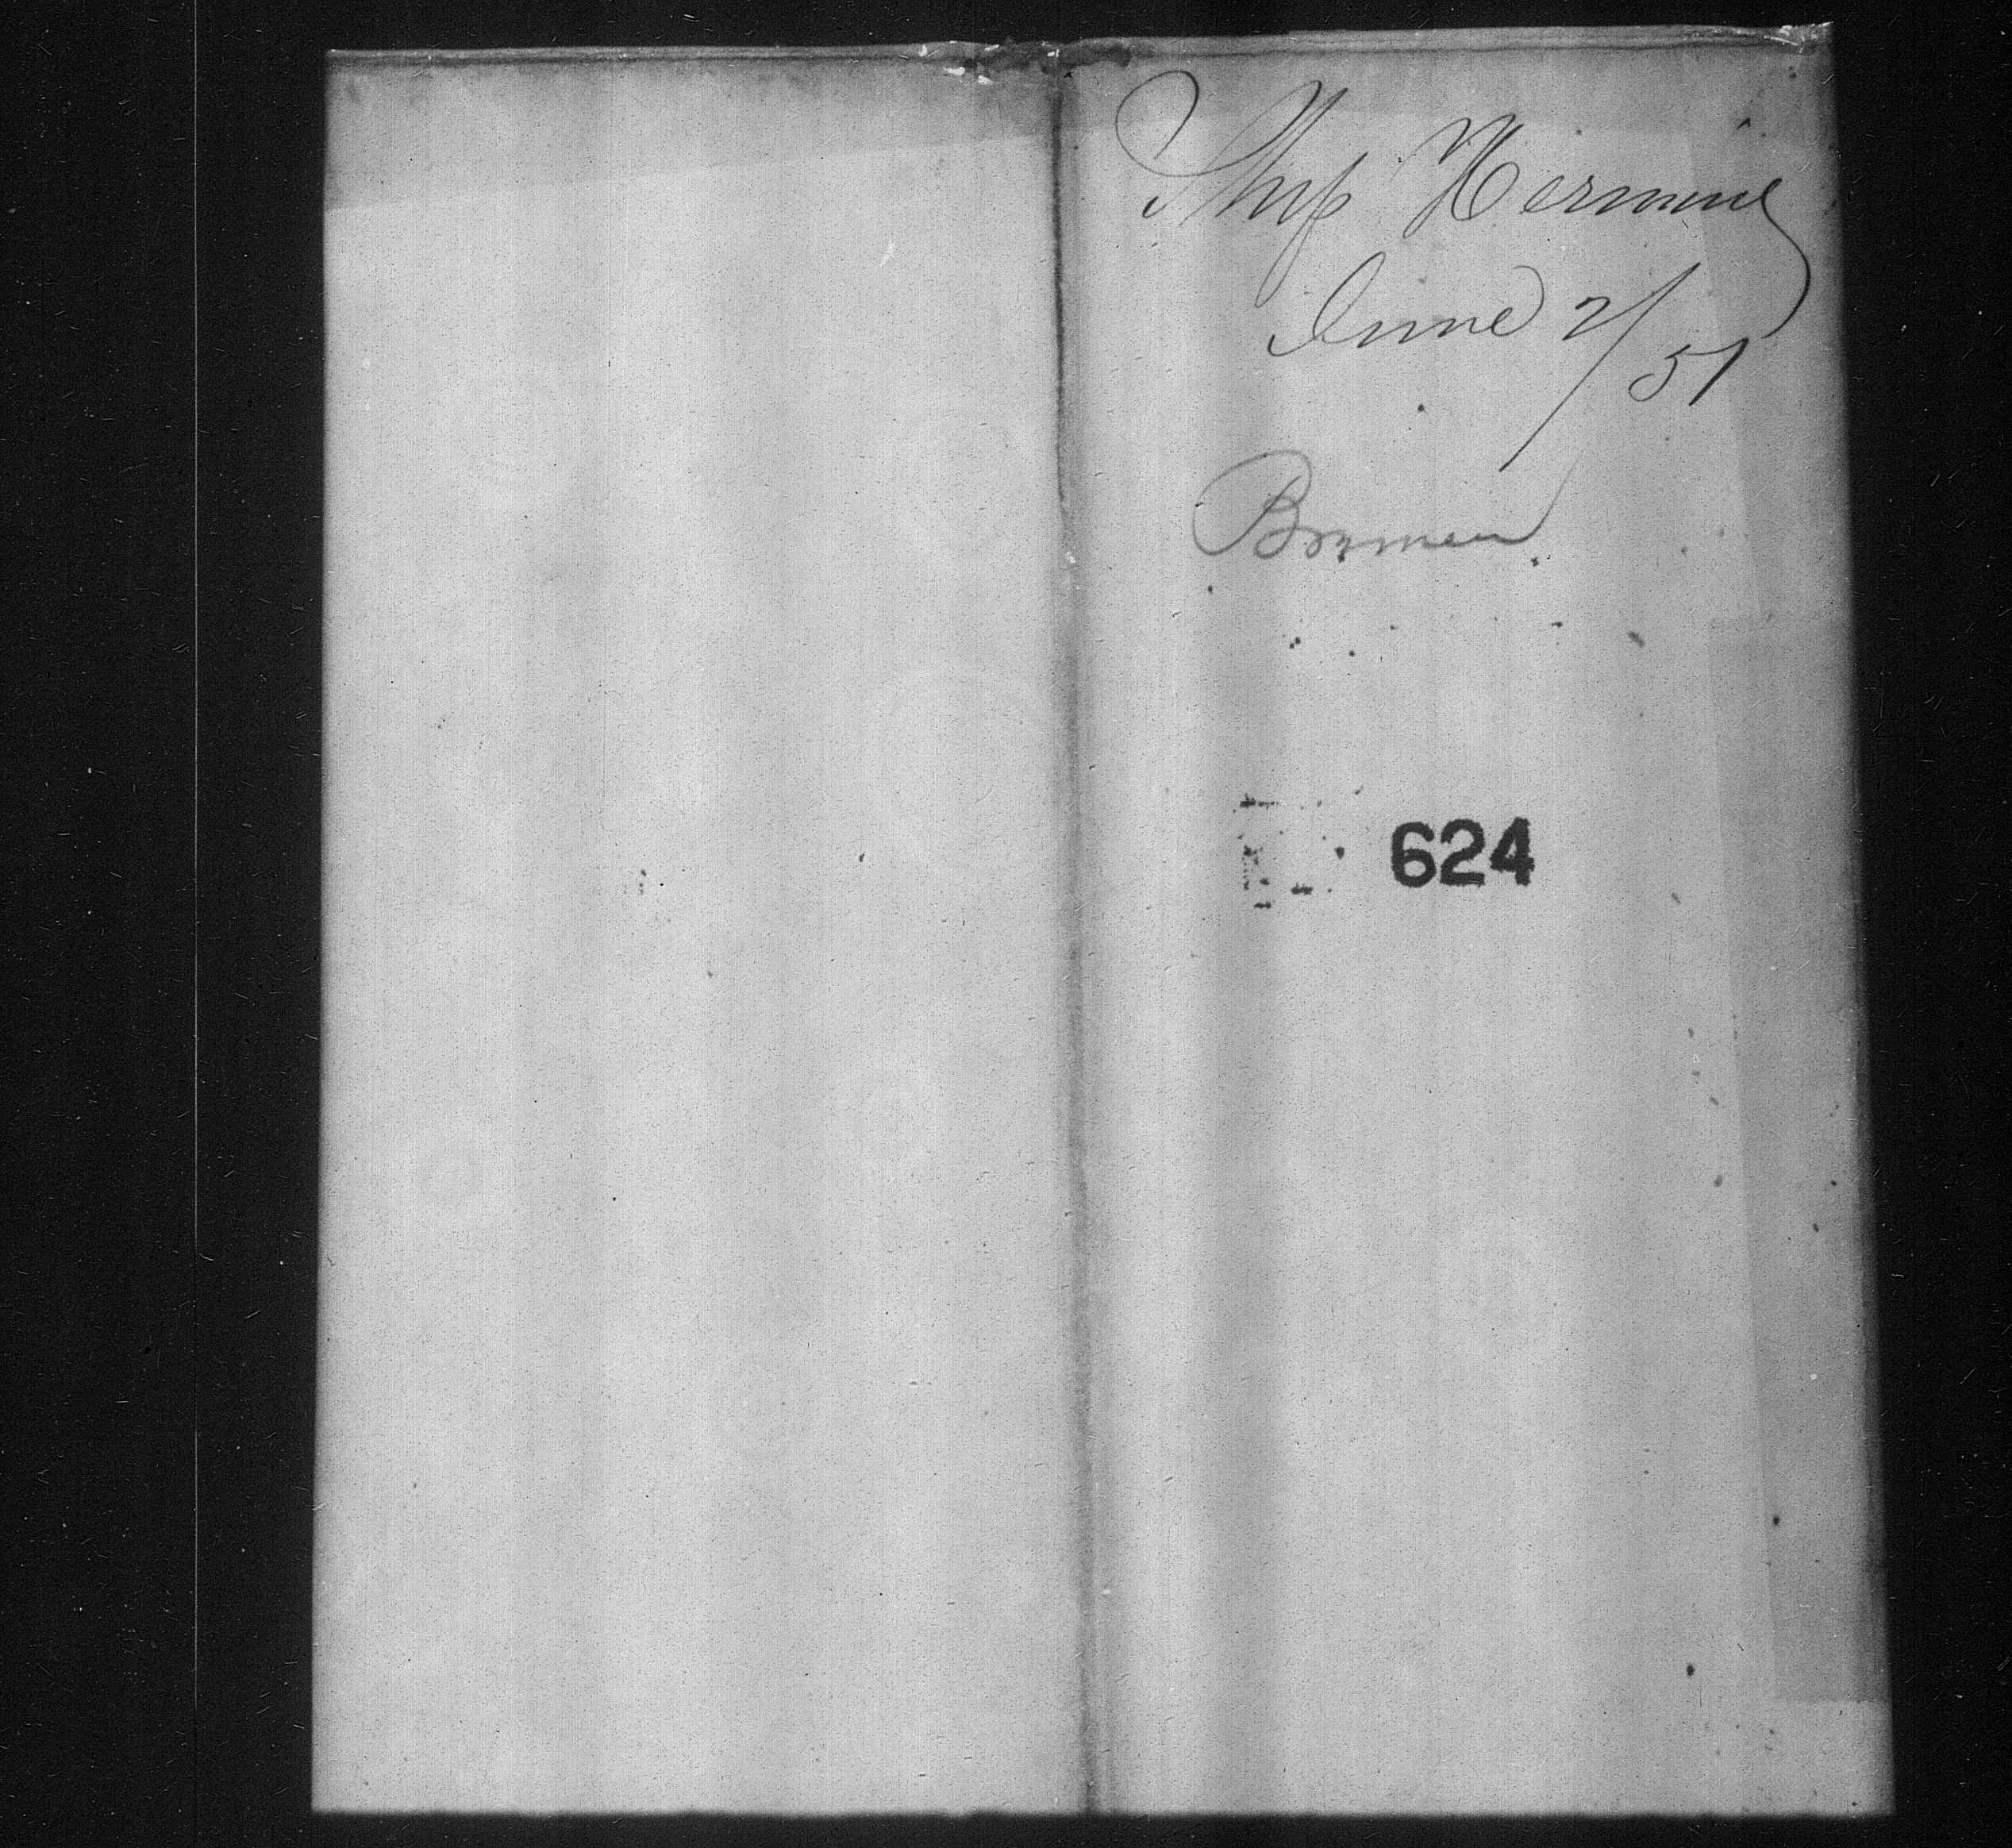 Ship Hermine
June 2/
51
Bremen
624